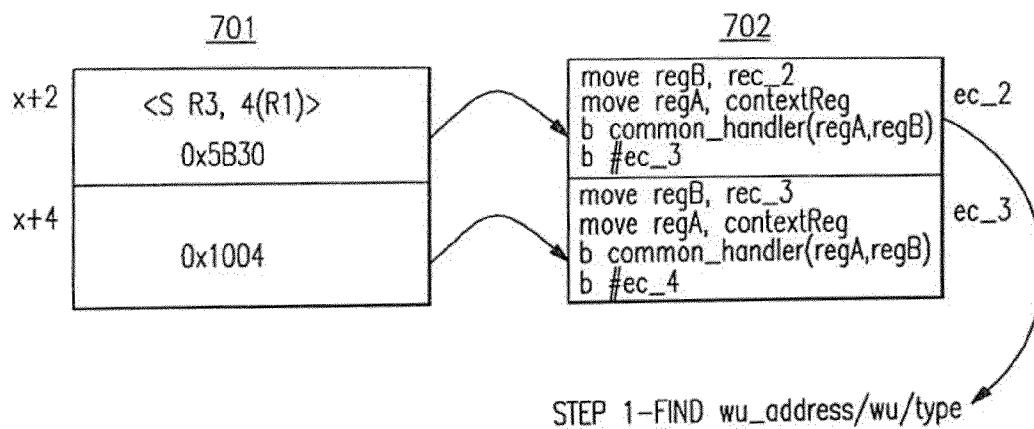 701
702
x+2
<S R3, 4(R1)>
0x5B30
move regB, rec_2
move regA, contextReg
b common_handler(regA,regB)
b #ec_3
ec_2
x+4
0x1004
move regB, rec_3
move regA, contextReg
b common_handler(regA,regB)
b #ec_4
ec_3
STEP 1-FIND wu_address/wu/type